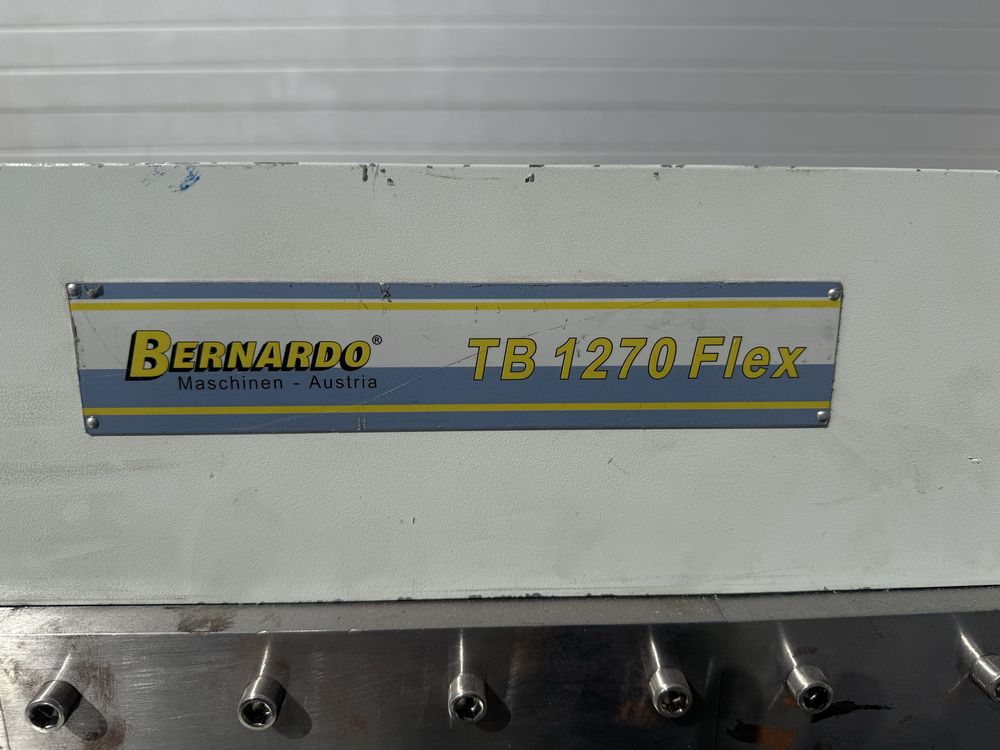 BERNARDO®
Maschinen - Austria
TB 1270 Flex